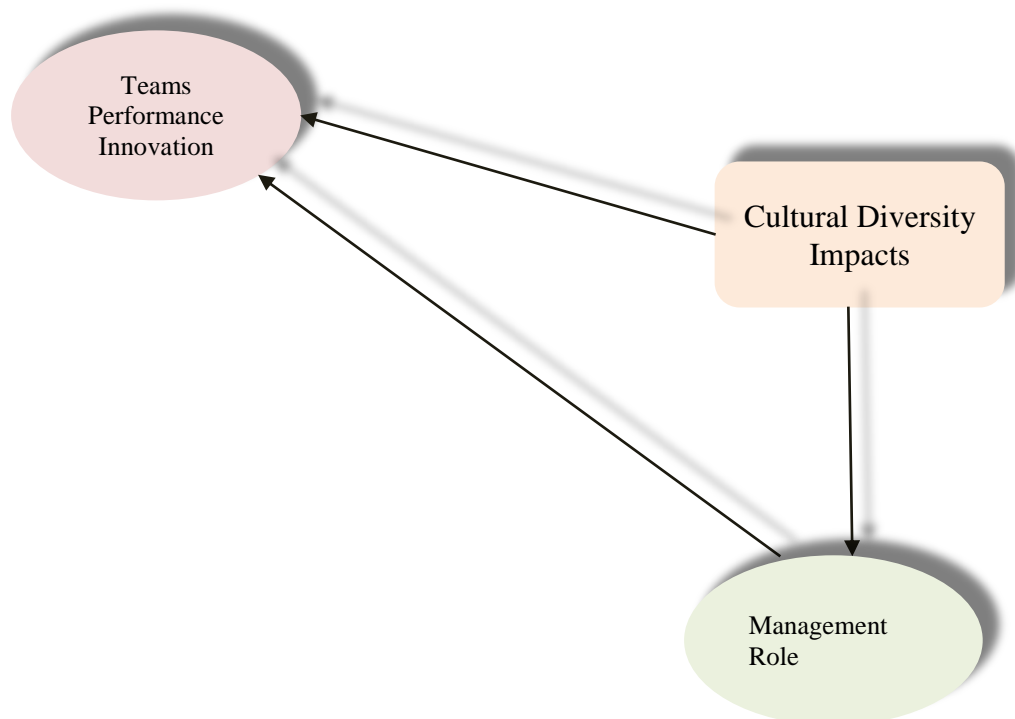 Teams
Performance
Innovation
Cultural Diversity
Impacts
Management
Role